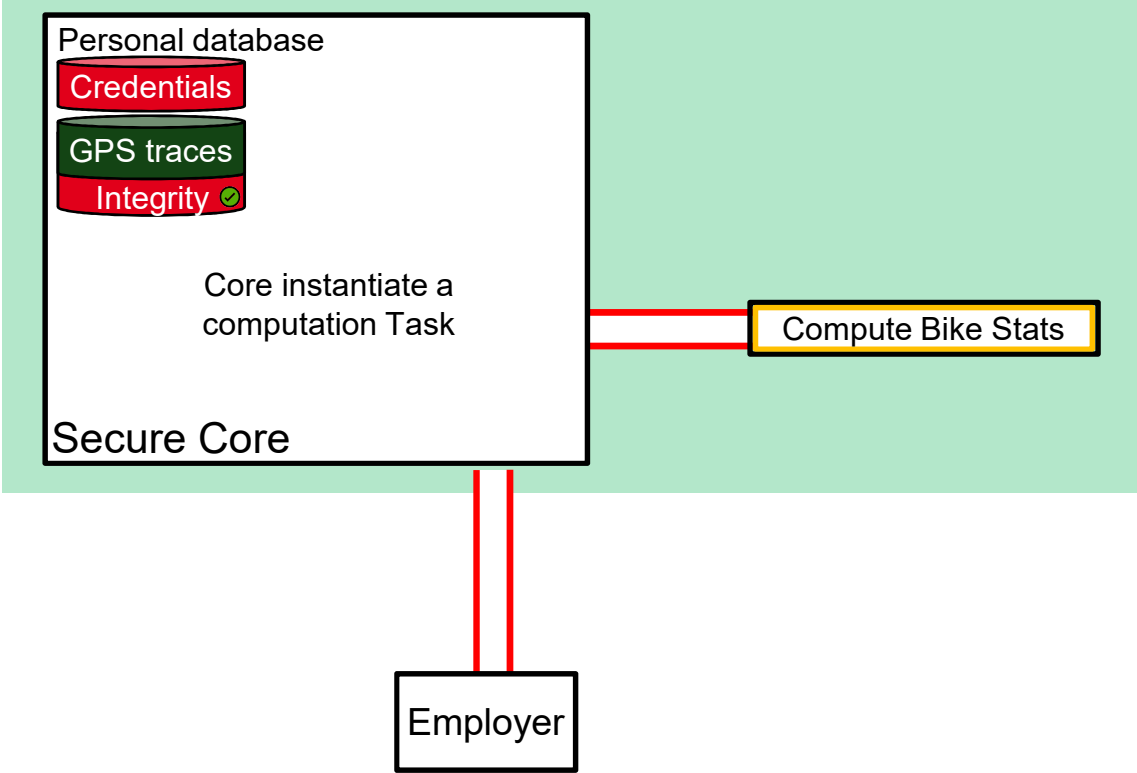 Personal database
Credentials
GPS traces
Integrity
Core instantiate a
computation Task
Compute Bike Stats
Secure Core
Employer